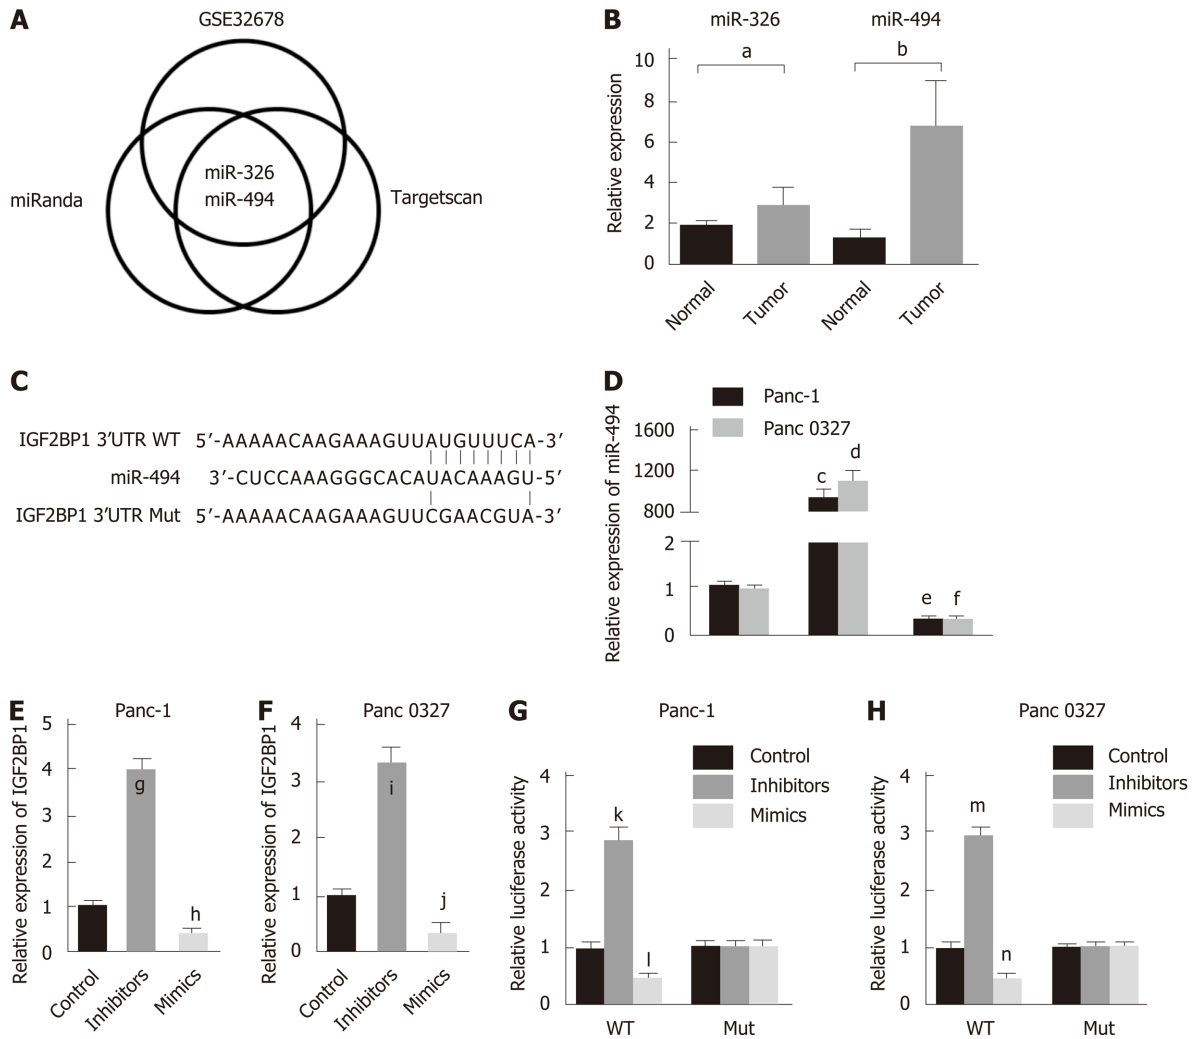 A
GSE32678
miR-326
miR-494
miRanda
Targetscan
B
miR-326
miR-494
a
b
Relative expression
10
8
6
4
2
0
Normal
Tumor
Normal
Tumor
C
IGF2BP1 3′UTR WT 5′-AAAAACAAGAAAGUUAUGUUUCA-3′
miR-494 3′-CUCCAAAGGGCACAUACAAAGU-5′
IGF2BP1 3′UTR Mut 5′-AAAAACAAGAAAGUUCGAACGUA-3′
D
Panc-1
Panc 0327
Relative expression of miR-494
1600
1200
800
2
1
0
c
d
e
f
E
Panc-1
Relative expression of IGF2BP1
5
4
3
2
1
0
g
h
Control
Inhibitors
Mimics
F
Panc 0327
Relative expression of IGF2BP1
4
3
2
1
0
i
j
Control
Inhibitors
Mimics
G
Panc-1
Control
Inhibitors
Mimics
Relative luciferase activity
4
3
2
1
0
k
l
WT
Mut
H
Panc 0327
Control
Inhibitors
Mimics
Relative luciferase activity
4
3
2
1
0
m
n
WT
Mut